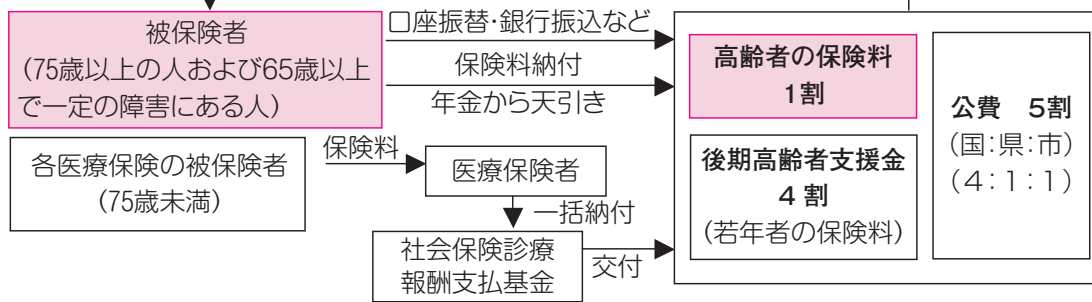 被保険者
(75歳以上の人および65歳以上
で一定の障害にある人)
口座振替・銀行振込など
保険料納付
年金から天引き
高齢者の保険料
1割
公費 5割
(国:県:市)
(4:1:1)
各医療保険の被保険者
(75歳未満)
保険料
医療保険者
一括納付
社会保険診療
報酬支払基金
交付
後期高齢者支援金
4割
(若年者の保険料)